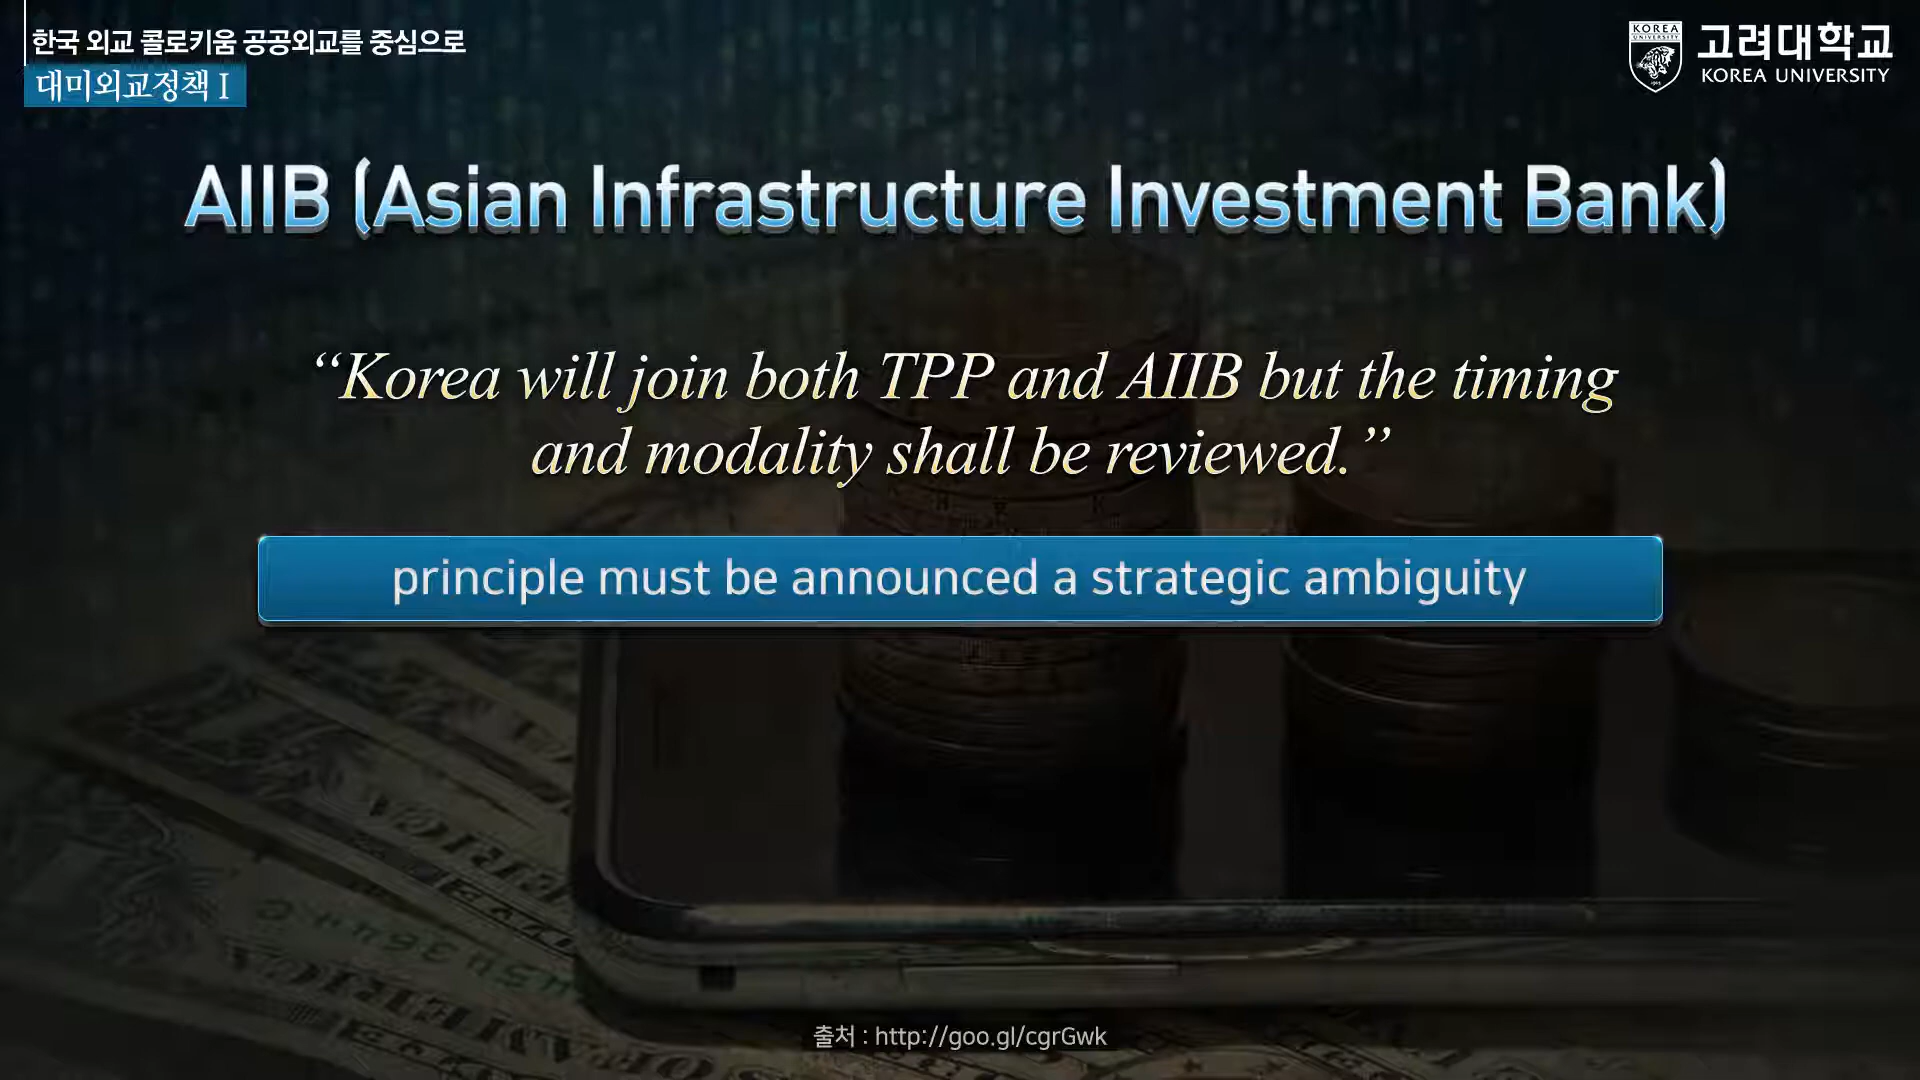 한국 외교 콜로키움 공공외교를 중심으로
대미외교정책 I
KOREA
UNIVERSITY
고려대학교
KOREA UNIVERSITY
AIIB (Asian Infrastructure Investment Bank)
“Korea will join both TPP and AIIB but the timing
and modality shall be reviewed.”
principle must be announced a strategic ambiguity
출처 : http://goo.gl/cgrGwk